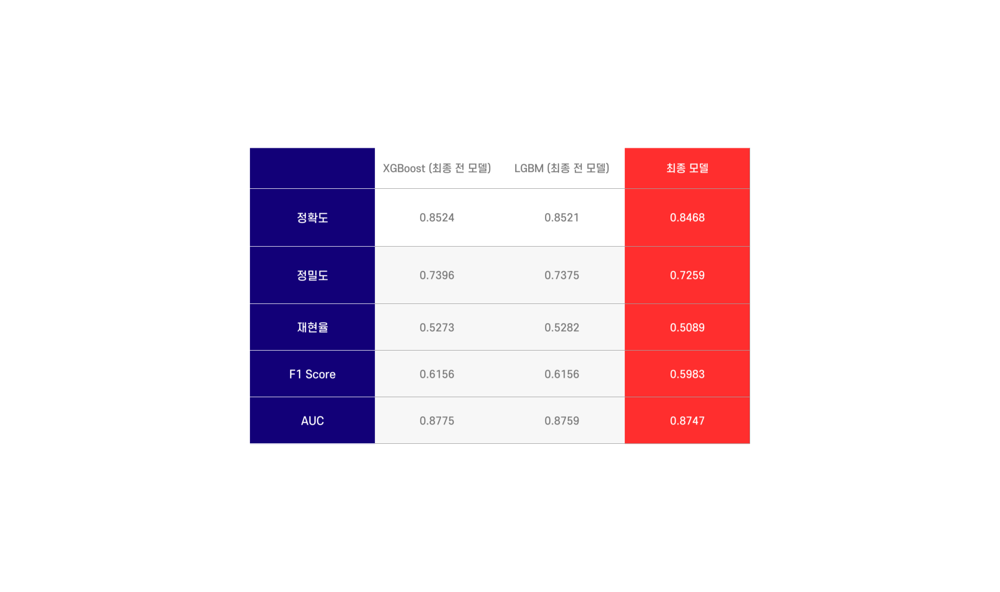 XGBoost (최종 전 모델) LGBM (최종 전 모델) 최종 모델
정확도 0.8524 0.8521 0.8468
정밀도 0.7396 0.7375 0.7259
재현율 0.5273 0.5282 0.5089
F1 Score 0.6156 0.6156 0.5983
AUC 0.8775 0.8759 0.8747